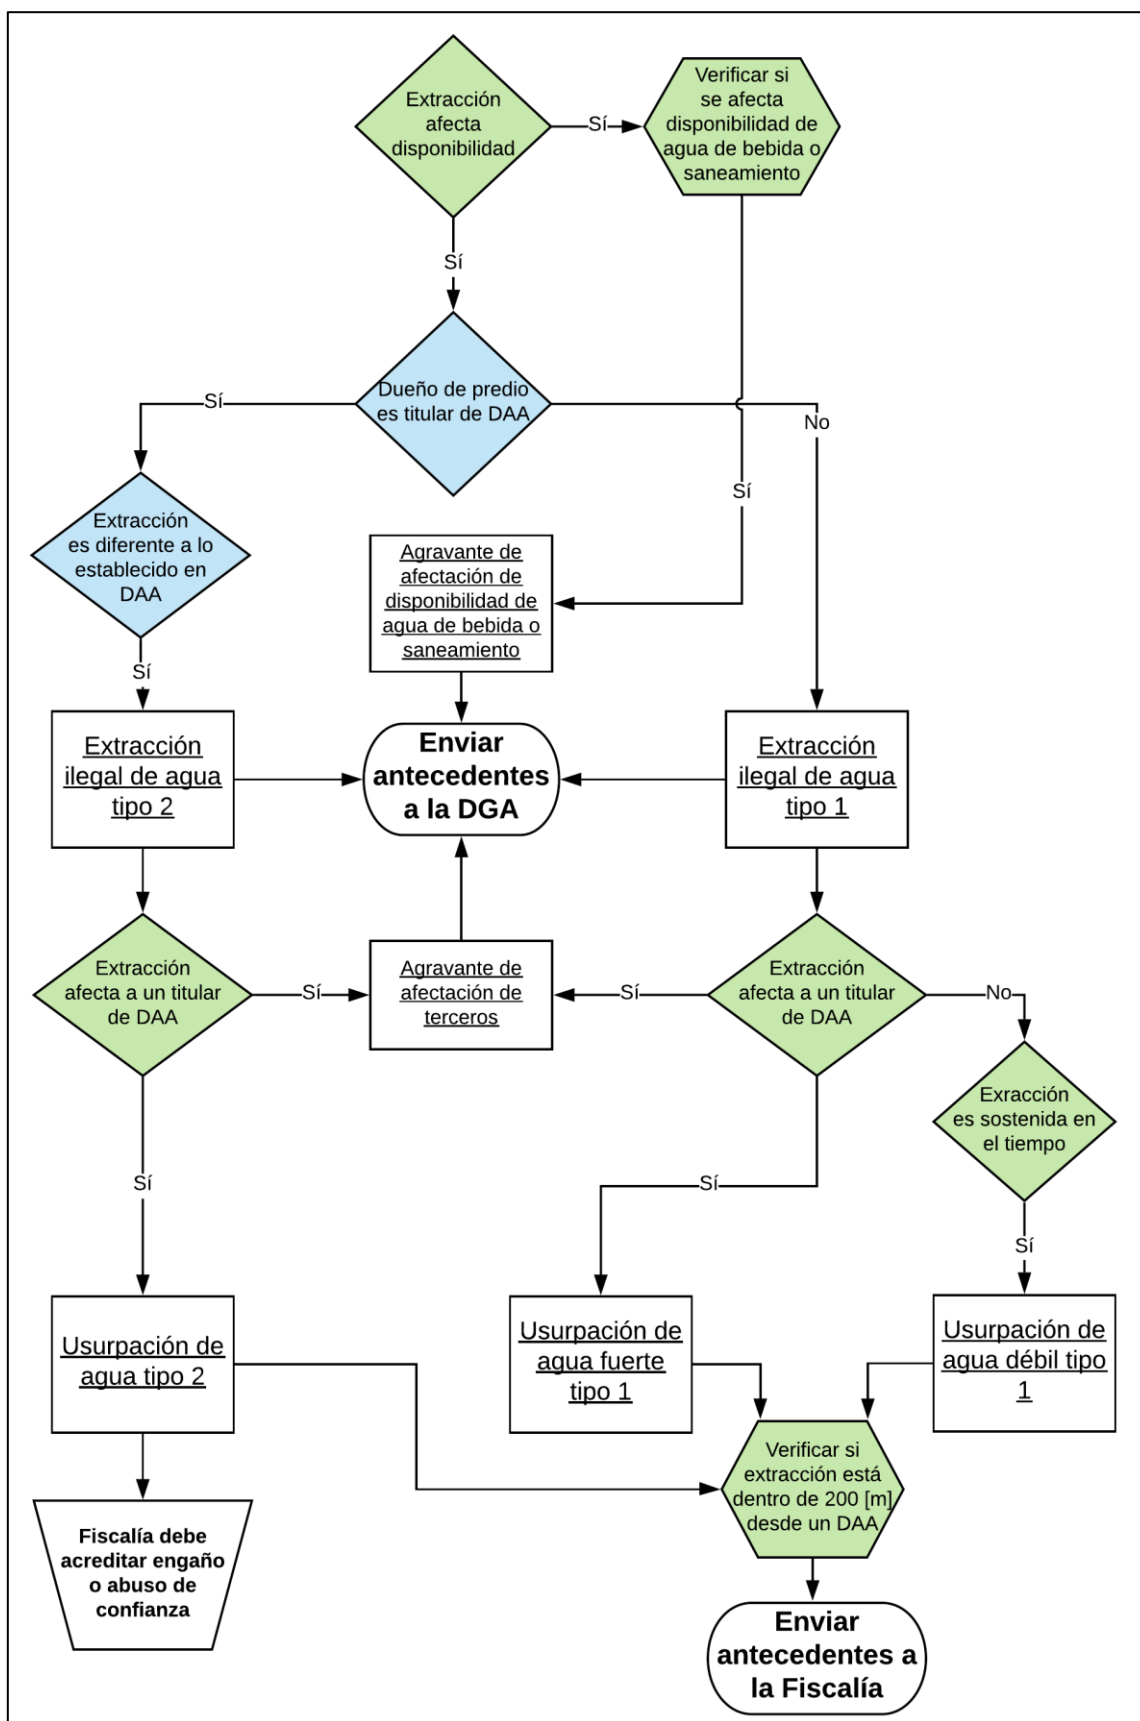 Extracción
afecta
disponibilidad
Sí
Verificar si
se afecta
disponibilidad de
agua de bebida o
saneamiento
Sí
Sí
Dueño de predio
es titular de DAA
No
Sí
Extracción
es diferente a lo
establecido en
DAA
Agravante de
afectación de
disponibilidad de
agua de bebida o
saneamiento
Sí
Extracción
ilegal de agua
tipo 2
Enviar
antecedentes
a la DGA
Extracción
ilegal de agua
tipo 1
Extracción
afecta a un titular
de DAA
Sí
Agravante de
afectación de
terceros
Sí
Extracción
afecta a un titular
de DAA
No
Exracción
es sostenida en
el tiempo
Sí
Sí
Sí
Usurpación de
agua tipo 2
Usurpación de
agua fuerte
tipo 1
Usurpación de
agua débil tipo
1
Verificar si
extracción está
dentro de 200 [m]
desde un DAA
Fiscalía debe
acreditar engaño
o abuso de
confianza
Enviar
antecedentes a
la Fiscalía